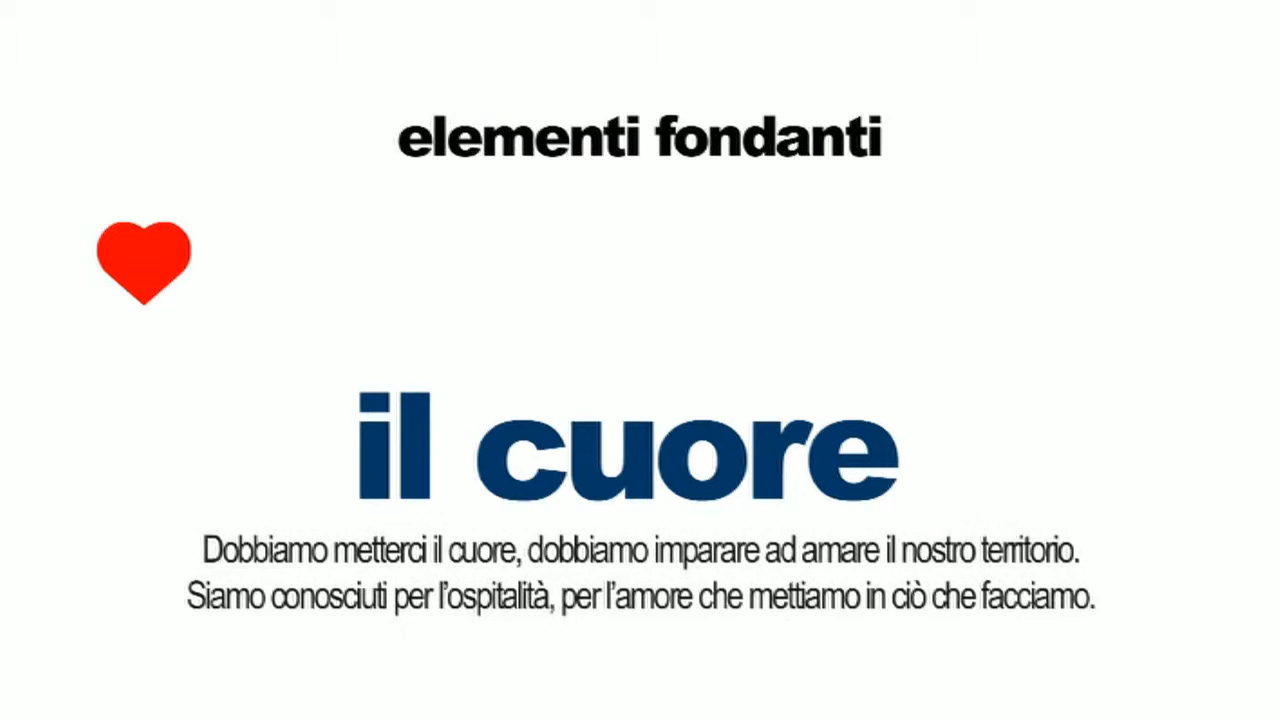 elementi fondanti
il cuore
Dobbiamo metterci il cuore, dobbiamo imparare ad amare il nostro territorio.
Siamo conosciuti per l'ospitalità, per l'amore che mettiamo in ciò che facciamo.